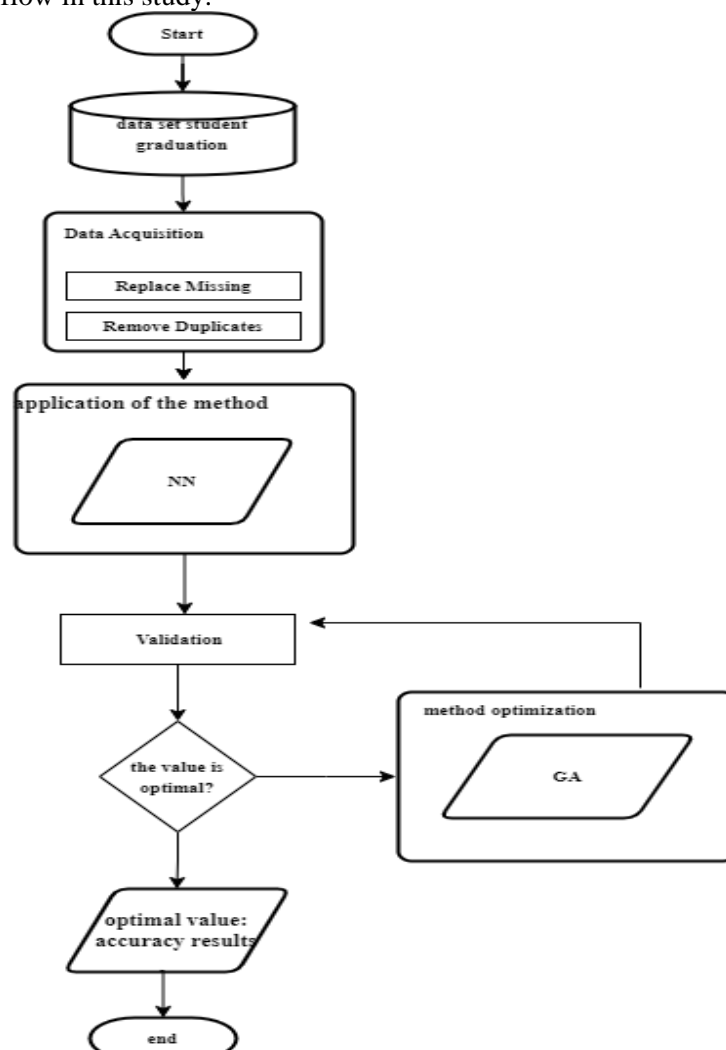 flow in this study.
Start
data set student
graduation
Data Acquisition
Replace Missing
Remove Duplicates
application of the method
NN
Validation
method optimization
the value is
optimal?
GA
optimal value:
accuracy results
end